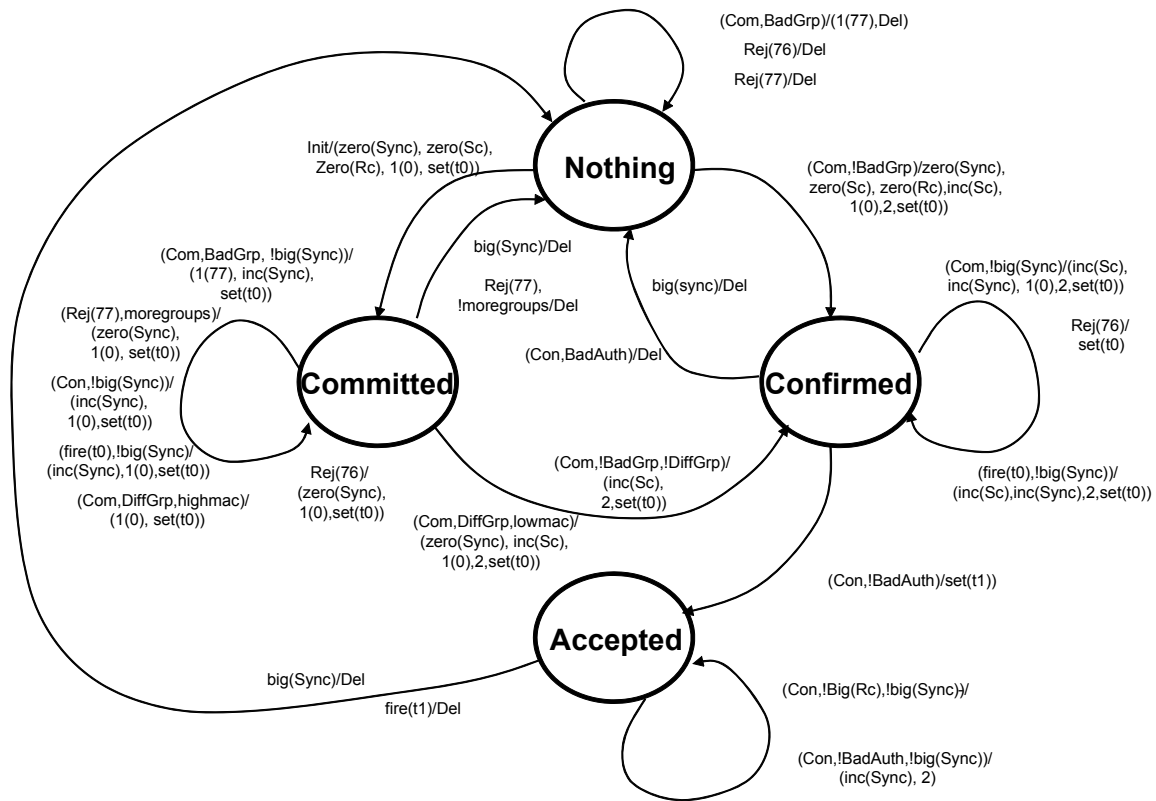 (Com,BadGrp)/(1(77),Del)
Rej(76)/Del
Rej(77)/Del
Nothing
Init/(zero(Sync), zero(Sc),
Zero(Rc), 1(0), set(t0))
(Com,!BadGrp)/zero(Sync),
zero(Sc), zero(Rc),inc(Sc),
1(0),2,set(t0))
big(Sync)/Del
Rej(77),
!moregroups/Del
big(sync)/Del
(Con,BadAuth)/Del
(Com,BadGrp, !big(Sync))/
(1(77), inc(Sync),
set(t0))
(Rej(77),moregroups)/
(zero(Sync),
1(0), set(t0))
(Con,!big(Sync))/
(inc(Sync),
1(0),set(t0))
(fire(t0),!big(Sync)/
(inc(Sync),1(0),set(t0))
(Com,DiffGrp,highmac)/
(1(0), set(t0))
Committed
Rej(76)/
(zero(Sync),
1(0),set(t0))
Confirmed
(Com,!big(Sync)/(inc(Sc),
inc(Sync), 1(0),2,set(t0))
Rej(76)/
set(t0)
(fire(t0),!big(Sync))/
(inc(Sc),inc(Sync),2,set(t0))
(Com,!BadGrp,!DiffGrp)/
(inc(Sc),
2,set(t0))
(Com,DiffGrp,lowmac)/
(zero(Sync), inc(Sc),
1(0),2,set(t0))
(Con,!BadAuth)/set(t1))
Accepted
big(Sync)/Del
fire(t1)/Del
(Con,!Big(Rc),!big(Sync))-/
(Con,!BadAuth,!big(Sync))/
(inc(Sync), 2)